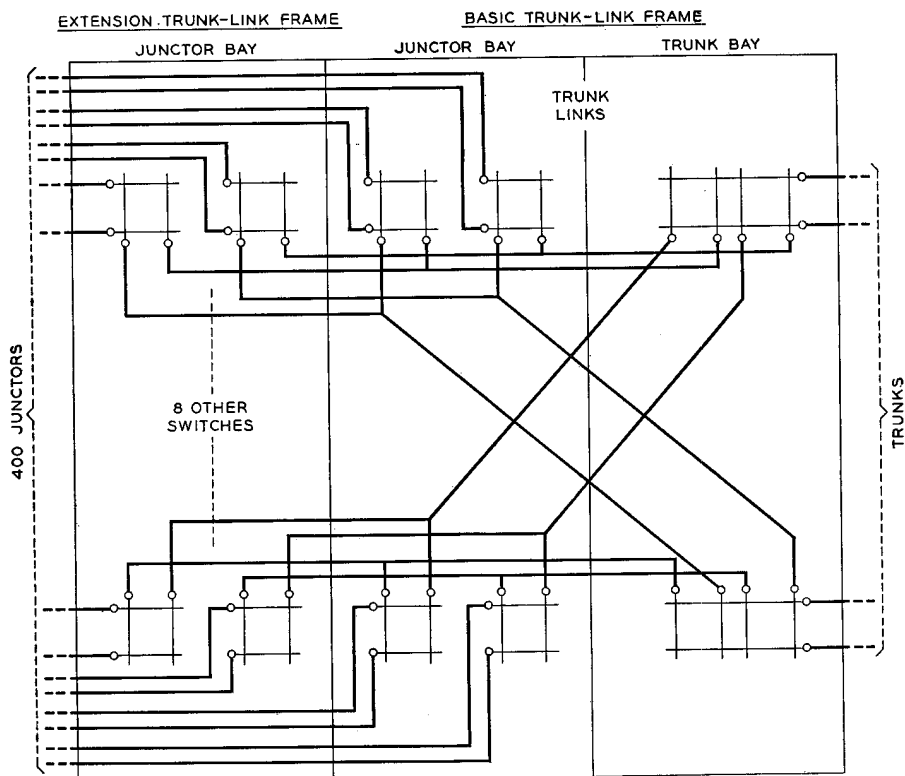 EXTENSION TRUNK-LINK FRAME
BASIC TRUNK-LINK FRAME
JUNCTOR BAY
JUNCTOR BAY
TRUNK BAY
TRUNK
LINKS
400 JUNCTORS
8 OTHER
SWITCHES
TRUNKS